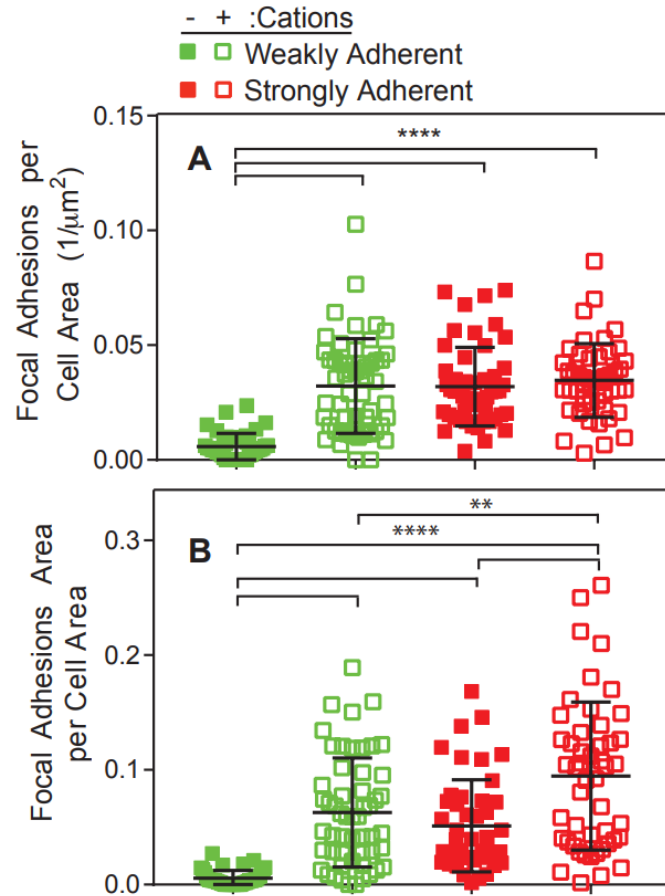 - + :Cations
Weakly Adherent
Strongly Adherent
Focal Adhesions per
Cell Area (1/μm²)
0.15
0.10
0.05
0.00
A
****
Focal Adhesions Area
per Cell Area
0.3
0.2
0.1
0.0
B
**
****